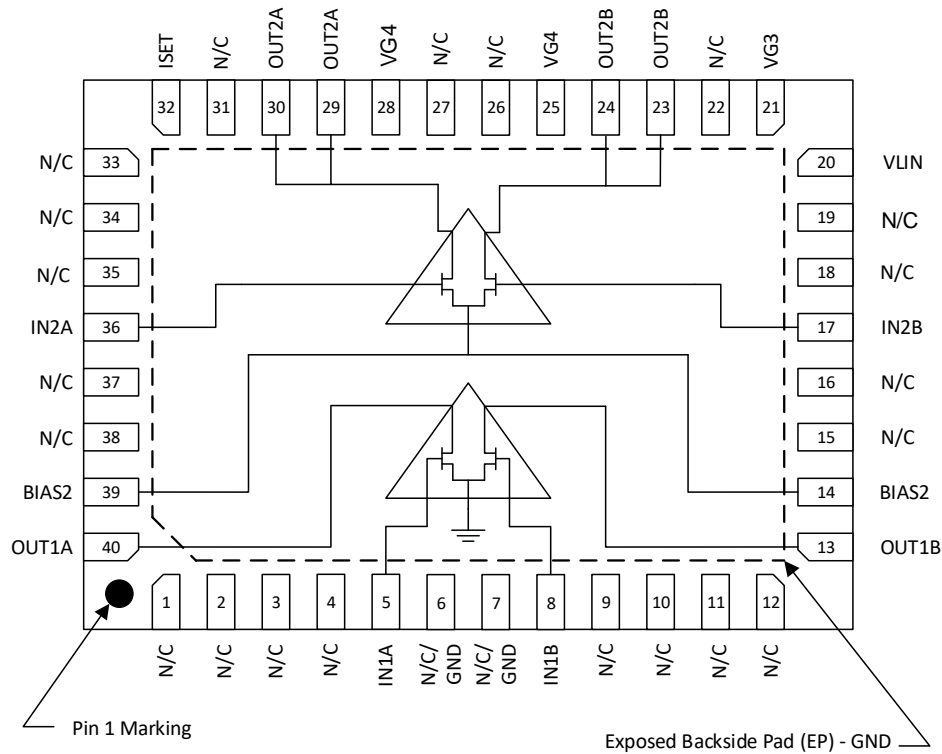 ISET
N/C
OUT2A
OUT2A
VG4
N/C
N/C
VG4
OUT2B
OUT2B
N/C
VG3
32
31
30
29
28
27
26
25
24
23
22
21
N/C
33
20
VLIN
N/C
34
19
N/C
N/C
35
18
N/C
IN2A
36
17
IN2B
N/C
37
16
N/C
N/C
38
15
N/C
BIAS2
39
14
BIAS2
OUT1A
40
13
OUT1B
1
2
3
4
5
6
7
8
9
10
11
12
N/C
N/C
N/C
N/C
IN1A
N/C/
GND
N/C/
GND
IN1B
N/C
N/C
N/C
N/C
Pin 1 Marking
Exposed Backside Pad (EP) - GND